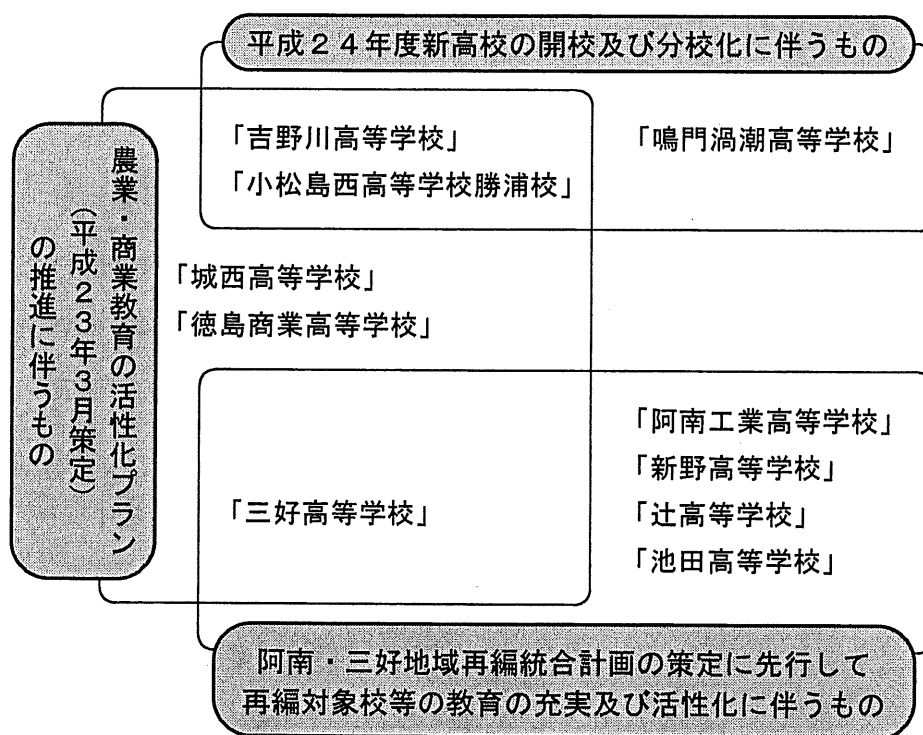 平成２４年度新高校の開校及び分校化に伴うもの
農業・商業教育の活性化プラン
（平成２３年３月策定）
の推進に伴うもの
「吉野川高等学校」
「小松島西高等学校勝浦校」
「鳴門渦潮高等学校」
「城西高等学校」
「徳島商業高等学校」
「三好高等学校」
「阿南工業高等学校」
「新野高等学校」
「辻高等学校」
「池田高等学校」
阿南・三好地域再編統合計画の策定に先行して
再編対象校等の教育の充実及び活性化に伴うもの